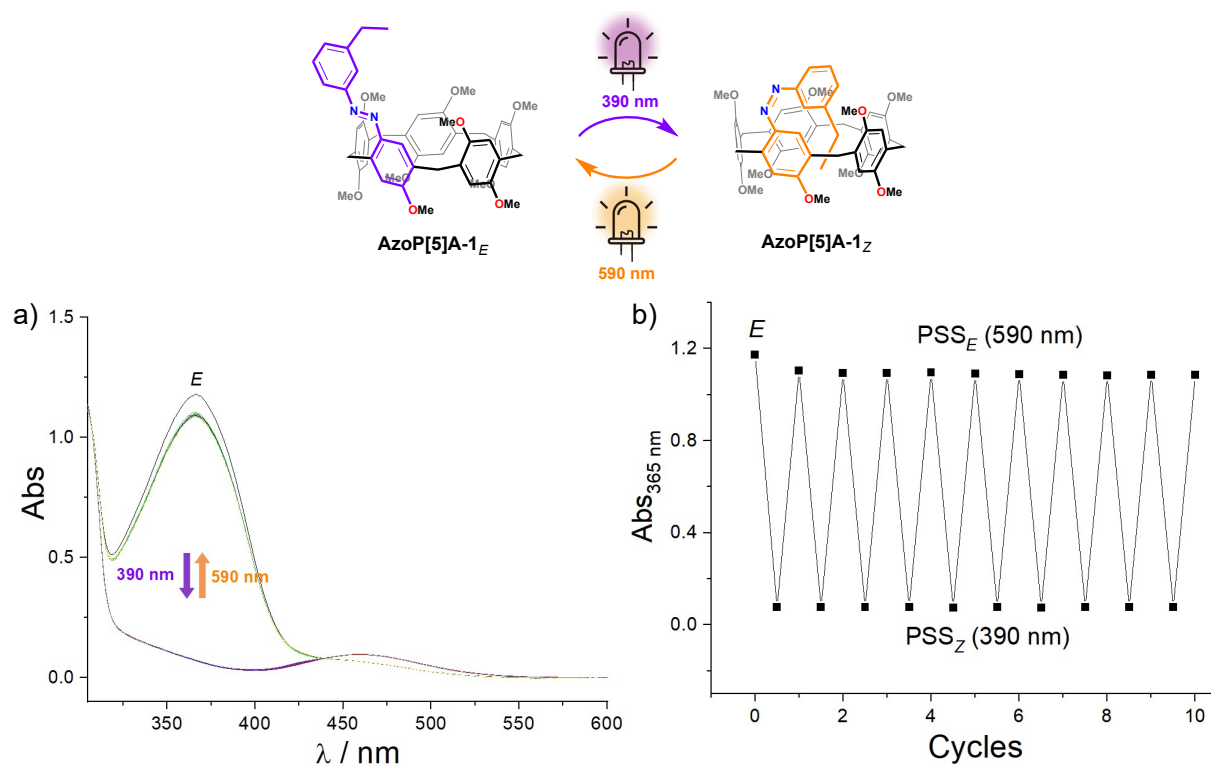 N
N
OMe
OMe
MeO
MeO
OMe
MeO
MeO
OMe
OMe
390 nm
590 nm
AzoP[5]A-1E
MeO
N
N
OMe
MeO
OMe
MeO
MeO
MeO
OMe
OMe
AzoP[5]A-1Z
a)
1.5
1.0
0.5
0.0
Abs
E
390 nm
590 nm
350
400
450
500
550
600
λ / nm
b)
E
PSSE (590 nm)
1.2
0.8
0.4
0.0
Abs365 nm
PSSZ (390 nm)
0
2
4
6
8
10
Cycles